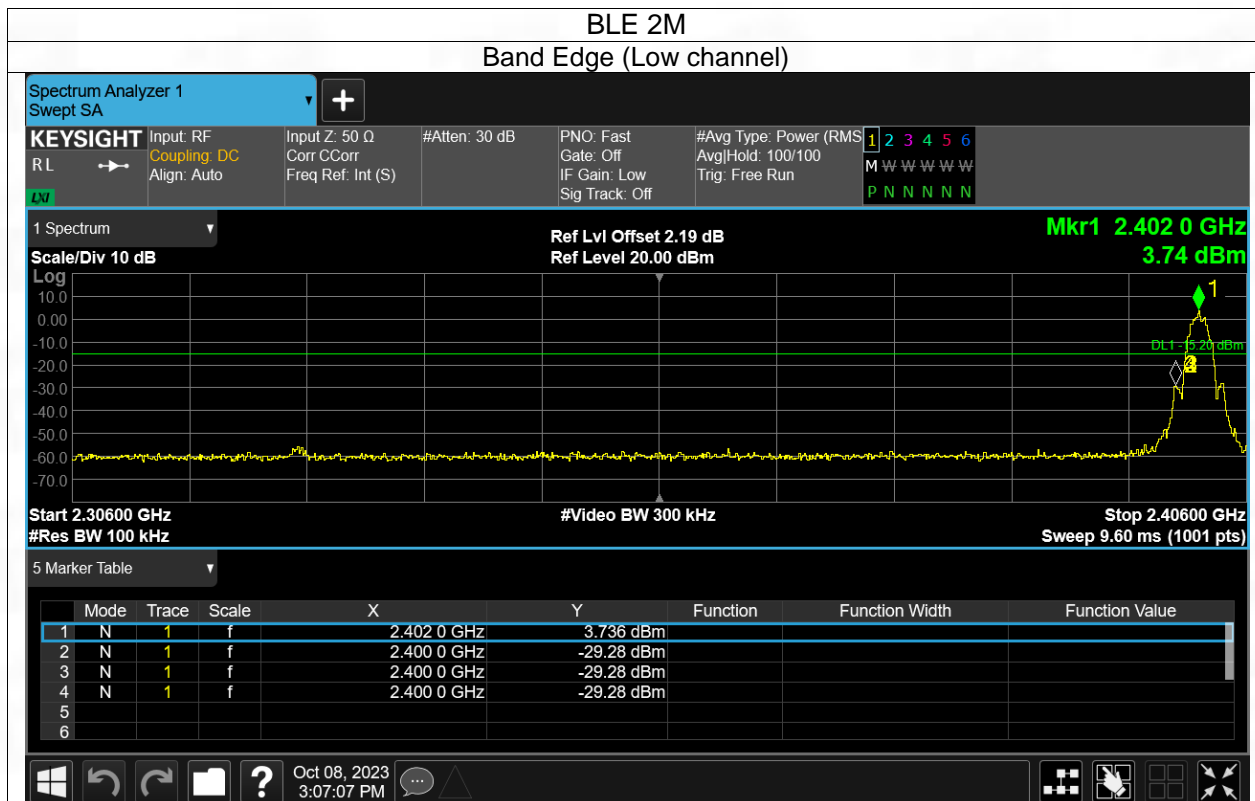 BLE 2M
Band Edge (Low channel)
Spectrum Analyzer 1
Swept SA
KEYSIGHT
R L
LXI
Input: RF
Coupling: DC
Align: Auto
Input Z: 50 Ω
Corr CCorr
Freq Ref: Int (S)
#Atten: 30 dB
PNO: Fast
Gate: Off
IF Gain: Low
Sig Track: Off
#Avg Type: Power (RMS
Avg|Hold: 100/100
Trig: Free Run
1 2 3 4 5 6
M W W W W W
P N N N N N
1 Spectrum
Scale/Div 10 dB
Ref Lvl Offset 2.19 dB
Ref Level 20.00 dBm
Mkr1 2.402 0 GHz
3.74 dBm
Log
10.0
0.00
-10.0
-20.0
-30.0
-40.0
-50.0
-60.0
-70.0
1
DL1 -15.20 dBm
Start 2.30600 GHz
#Res BW 100 kHz
#Video BW 300 kHz
Stop 2.40600 GHz
Sweep 9.60 ms (1001 pts)
5 Marker Table
Mode Trace Scale X Y Function Function Width Function Value
1 N 1 f 2.402 0 GHz 3.736 dBm
2 N 1 f 2.400 0 GHz -29.28 dBm
3 N 1 f 2.400 0 GHz -29.28 dBm
4 N 1 f 2.400 0 GHz -29.28 dBm
5
6
?
Oct 08, 2023
3:07:07 PM